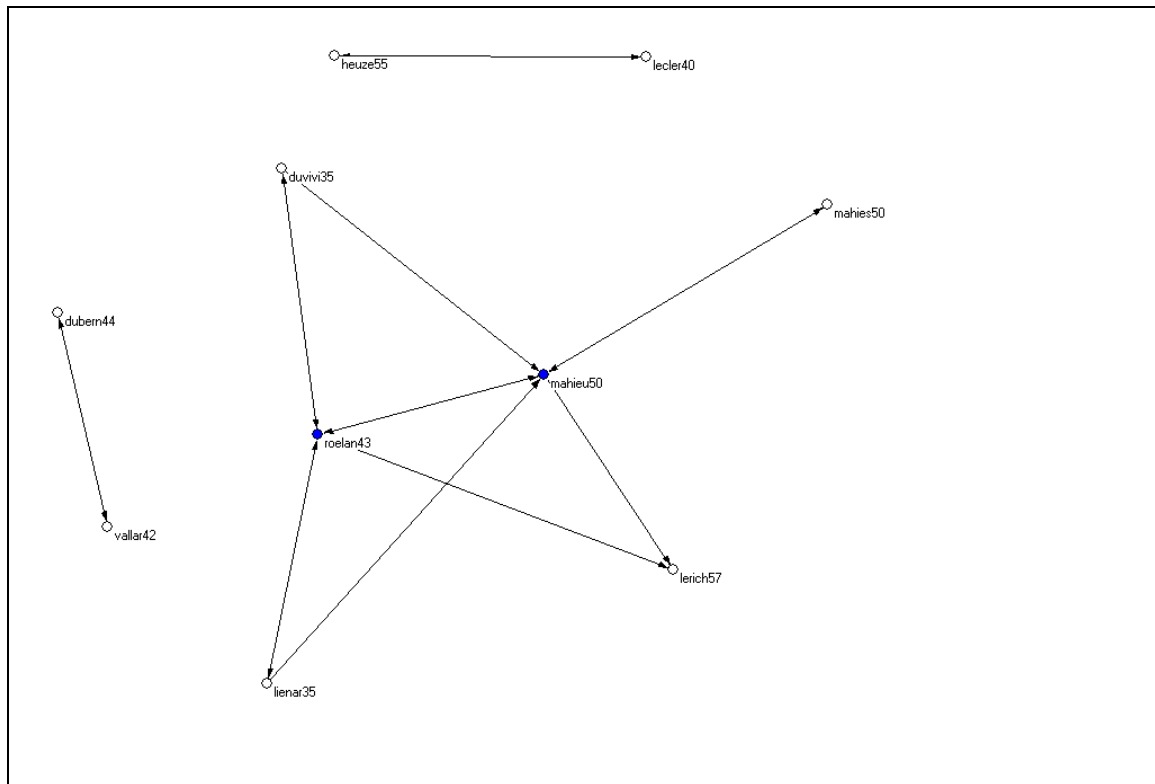 heuze55
lecler40
duvivi35
mahies50
dubern44
mahieu50
roelan43
vallar42
lerich57
lienar35